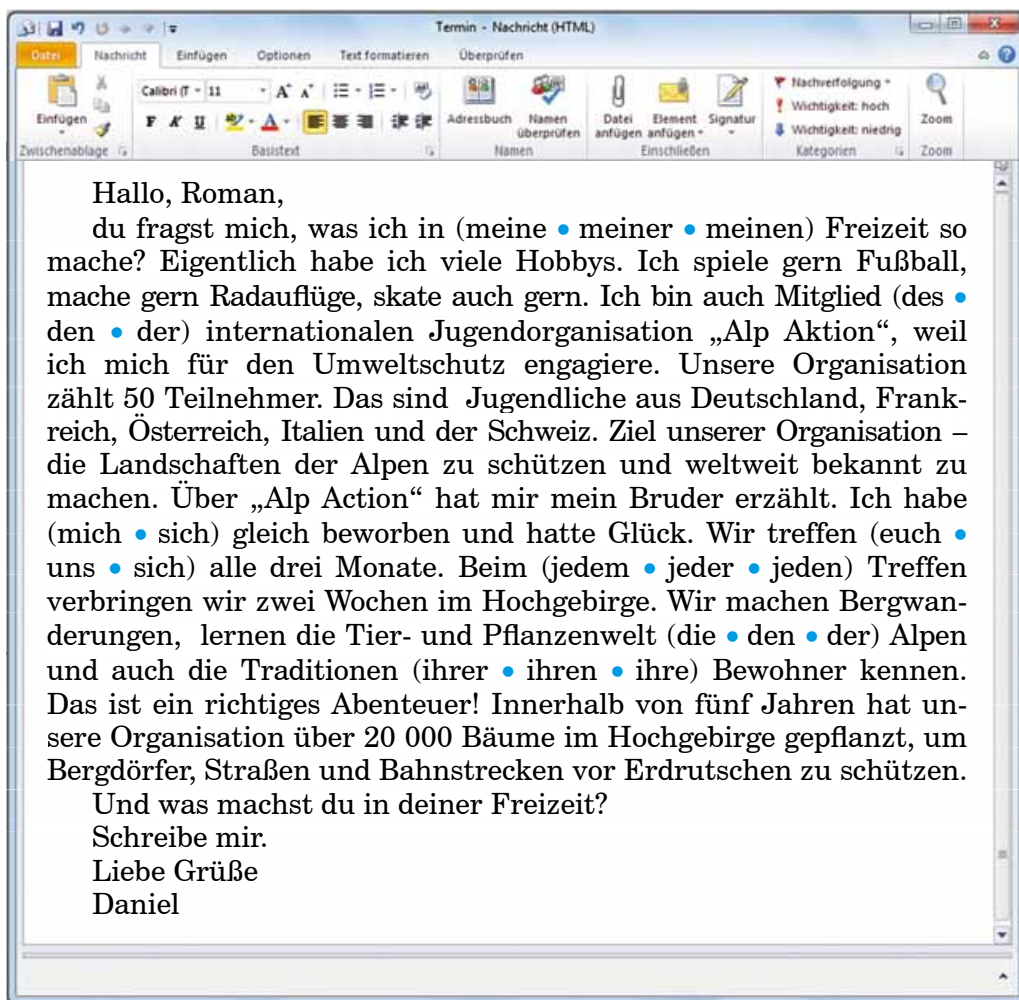 Termin - Nachricht (HTML)
Datei Nachricht Einfügen Optionen Text formatieren Überprüfen
Einfügen
Zwischenablage
Calibri (T 11
F K U
Basistext
Adressbuch Namen überprüfen
Namen
Datei anfügen Element anfügen Signatur
Einschließen
Nachverfolgung
Wichtigkeit: hoch
Wichtigkeit: niedrig
Kategorien
Zoom
Zoom
Hallo, Roman,
du fragst mich, was ich in (meine • meiner • meinen) Freizeit so
mache? Eigentlich habe ich viele Hobbys. Ich spiele gern Fußball,
mache gern Radauflüge, skate auch gern. Ich bin auch Mitglied (des •
den • der) internationalen Jugendorganisation „Alp Aktion“, weil
ich mich für den Umweltschutz engagiere. Unsere Organisation
zählt 50 Teilnehmer. Das sind Jugendliche aus Deutschland, Frank-
reich, Österreich, Italien und der Schweiz. Ziel unserer Organisation –
die Landschaften der Alpen zu schützen und weltweit bekannt zu
machen. Über „Alp Action“ hat mir mein Bruder erzählt. Ich habe
(mich • sich) gleich beworben und hatte Glück. Wir treffen (euch •
uns • sich) alle drei Monate. Beim (jedem • jeder • jeden) Treffen
verbringen wir zwei Wochen im Hochgebirge. Wir machen Bergwan-
derungen, lernen die Tier- und Pflanzenwelt (die • den • der) Alpen
und auch die Traditionen (ihrer • ihren • ihre) Bewohner kennen.
Das ist ein richtiges Abenteuer! Innerhalb von fünf Jahren hat un-
sere Organisation über 20 000 Bäume im Hochgebirge gepflanzt, um
Bergdörfer, Straßen und Bahnstrecken vor Erdrutschen zu schützen.
Und was machst du in deiner Freizeit?
Schreibe mir.
Liebe Grüße
Daniel